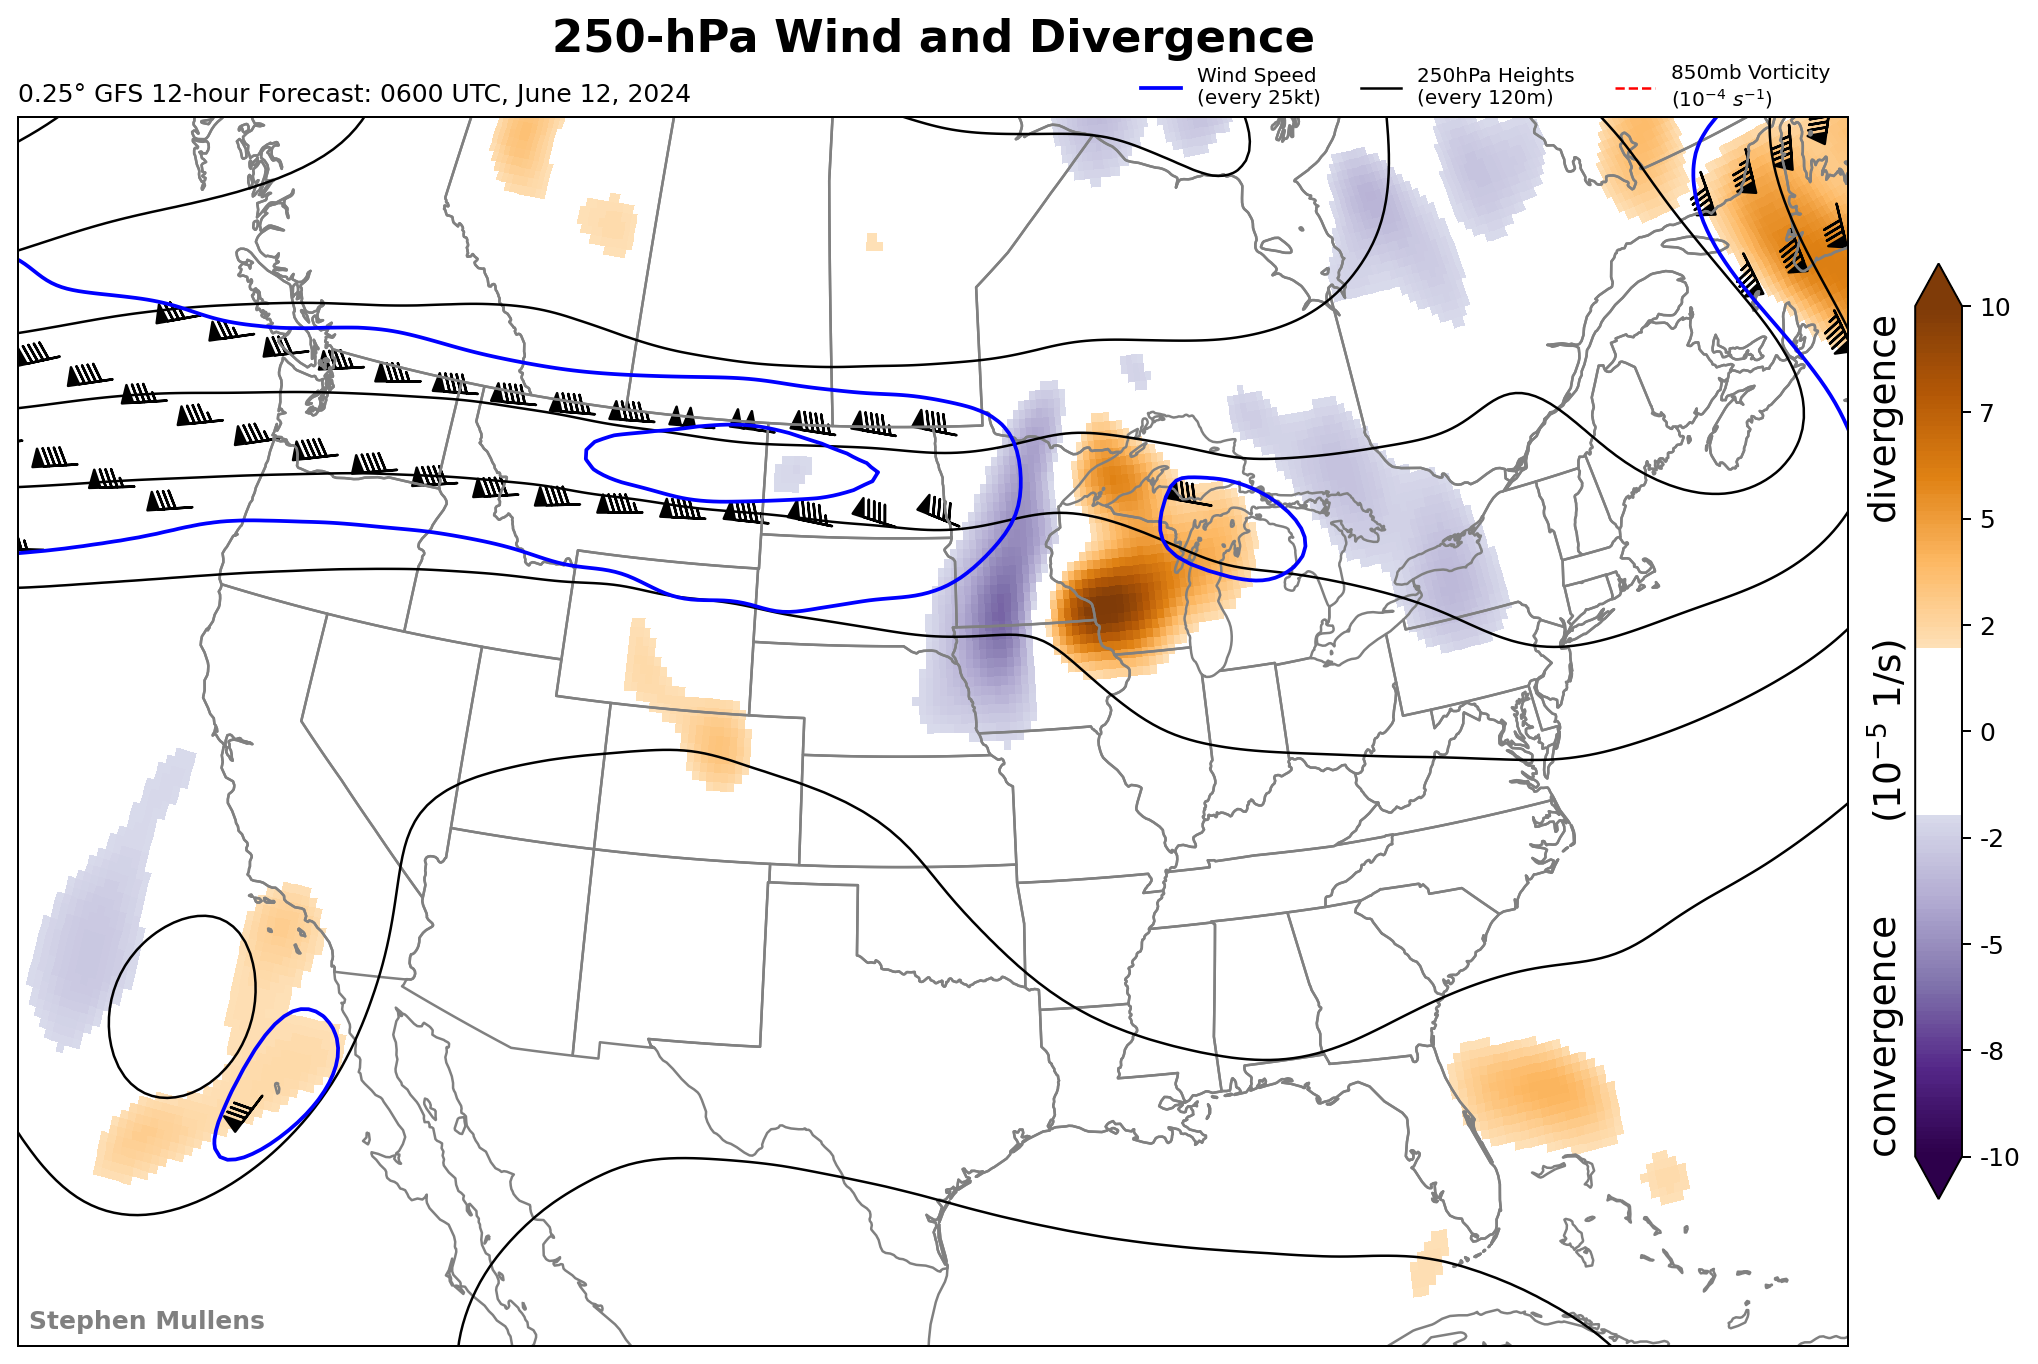 250-hPa Wind and Divergence
0.25° GFS 12-hour Forecast: 0600 UTC, June 12, 2024
Wind Speed
(every 25kt)
250hPa Heights
(every 120m)
850mb Vorticity
(10⁻⁴ s⁻¹)
convergence (10⁻⁵ 1/s) divergence
10
7
5
2
0
-2
-5
-8
-10
Stephen Mullens